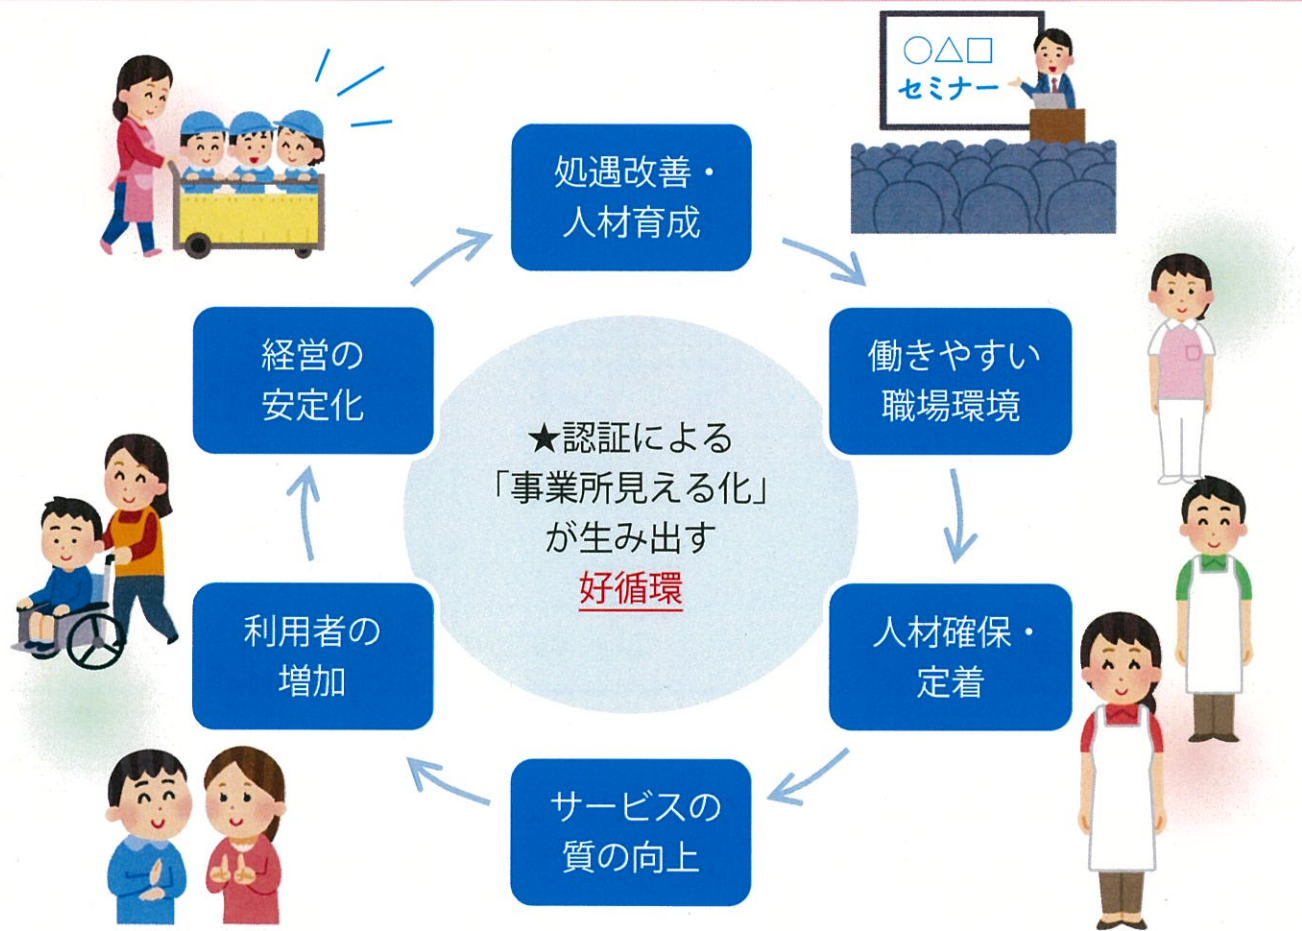 ○△□
セミナー
処遇改善・
人材育成
働きやすい
職場環境
人材確保・
定着
サービスの
質の向上
利用者の
増加
経営の
安定化
★認証による
「事業所見える化」
が生み出す
好循環